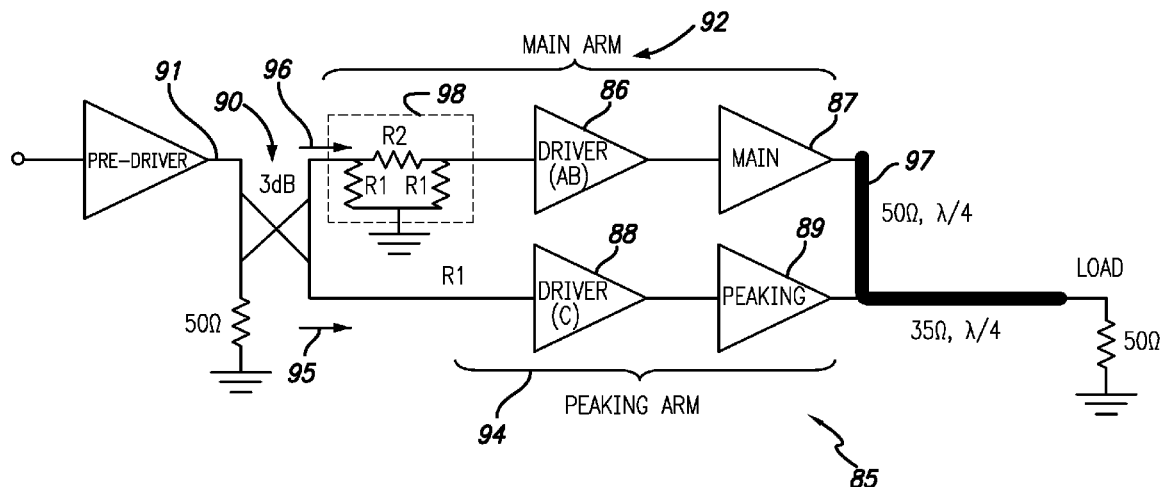 MAIN ARM
92
91
96
90
98
86
87
PRE-DRIVER
3dB
R2
R1
R1
DRIVER
(AB)
MAIN
97
50Ω, λ/4
88
89
R1
DRIVER
(C)
PEAKING
LOAD
50Ω
95
35Ω, λ/4
50Ω
94
PEAKING ARM
85